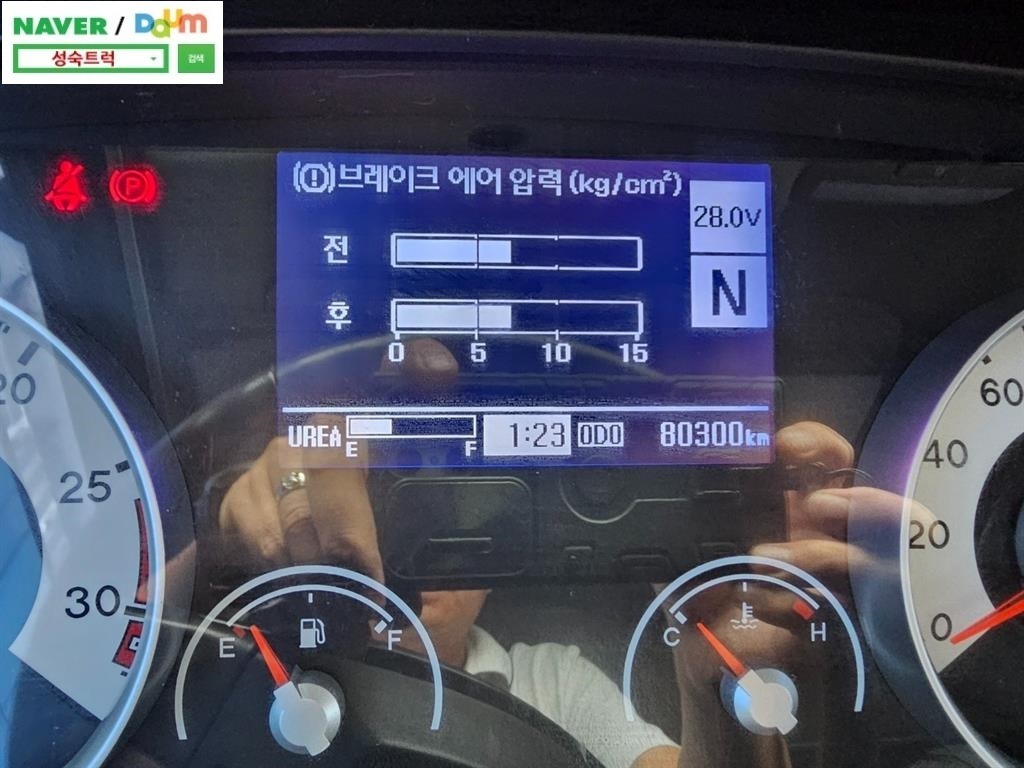 NAVER / Daum
성숙트럭 검색
(!)브레이크 에어 압력 (kg/cm²)
28.0V
전
N
후
0 5 10 15
UREA E F 1:23 ODO 80300km
P
20
25
30
60
40
20
0
E F
C H